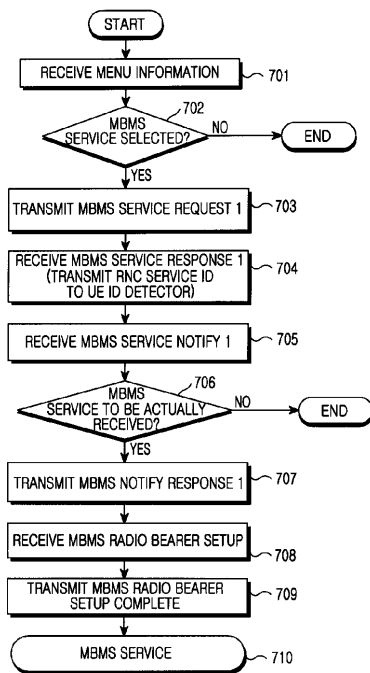 START
RECEIVE MENU INFORMATION
701
702
MBMS
SERVICE SELECTED?
NO
END
YES
TRANSMIT MBMS SERVICE REQUEST 1
703
RECEIVE MBMS SERVICE RESPONSE 1
(TRANSMIT RNC SERVICE ID
TO UE ID DETECTOR)
704
RECEIVE MBMS SERVICE NOTIFY 1
705
706
MBMS
SERVICE TO BE ACTUALLY
RECEIVED?
NO
END
YES
TRANSMIT MBMS NOTIFY RESPONSE 1
707
RECEIVE MBMS RADIO BEARER SETUP
708
TRANSMIT MBMS RADIO BEARER
SETUP COMPLETE
709
MBMS SERVICE
710